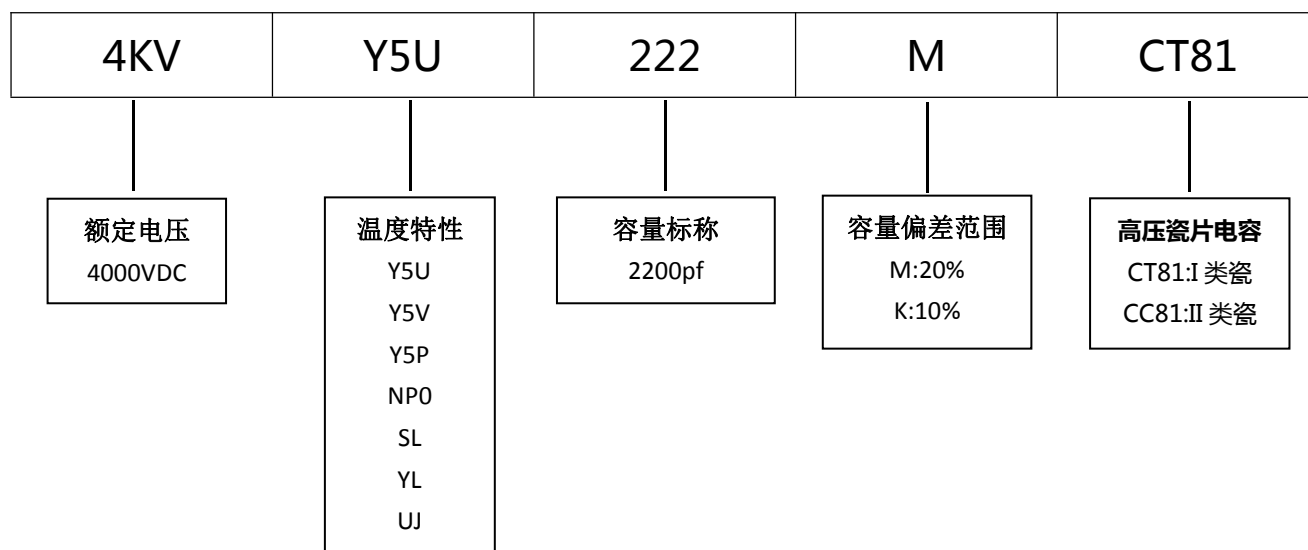 4KV Y5U 222 M CT81
额定电压
4000VDC
温度特性
Y5U
Y5V
Y5P
NP0
SL
YL
UJ
容量标称
2200pf
容量偏差范围
M:20%
K:10%
高压瓷片电容
CT81:I 类瓷
CC81:II 类瓷